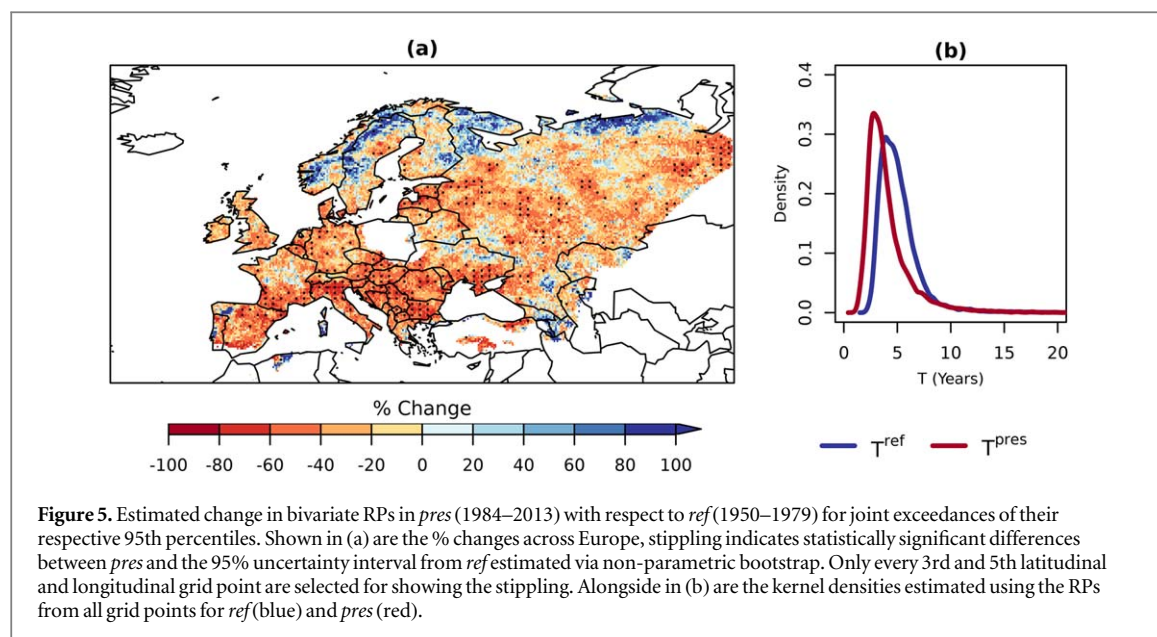 (a)
(b)
0.4
0.3
0.2
0.1
0.0
Density
0 5 10 15 20
T (Years)
% Change
-100 -80 -60 -40 -20 0 20 40 60 80 100
T^ref T^pres
Figure 5. Estimated change in bivariate RPs in pres (1984–2013) with respect to ref (1950–1979) for joint exceedances of their
respective 95th percentiles. Shown in (a) are the % changes across Europe, stippling indicates statistically significant differences
between pres and the 95% uncertainty interval from ref estimated via non-parametric bootstrap. Only every 3rd and 5th latitudinal
and longitudinal grid point are selected for showing the stippling. Alongside in (b) are the kernel densities estimated using the RPs
from all grid points for ref (blue) and pres (red).